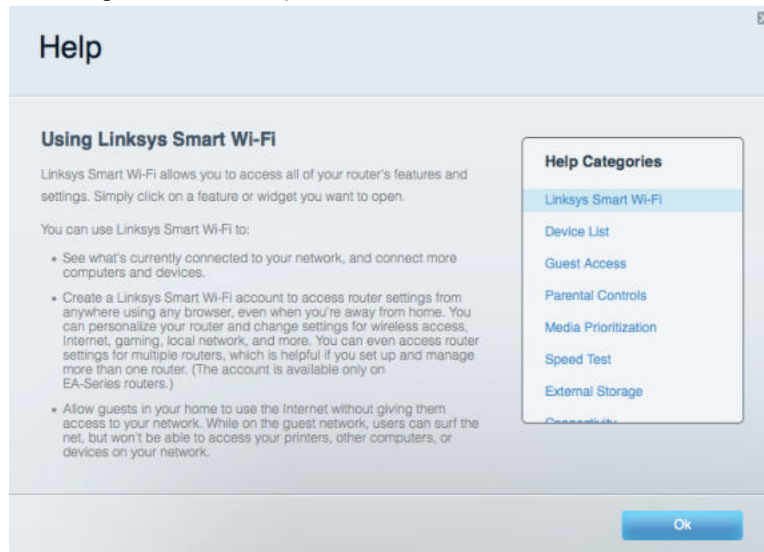 Help
Using Linksys Smart Wi-Fi
Linksys Smart Wi-Fi allows you to access all of your router's features and
settings. Simply click on a feature or widget you want to open.
You can use Linksys Smart Wi-Fi to:
• See what's currently connected to your network, and connect more
computers and devices.
• Create a Linksys Smart Wi-Fi account to access router settings from
anywhere using any browser, even when you're away from home. You
can personalize your router and change settings for wireless access,
Internet, gaming, local network, and more. You can even access router
settings for multiple routers, which is helpful if you set up and manage
more than one router. (The account is available only on
EA-Series routers.)
• Allow guests in your home to use the Internet without giving them
access to your network. While on the guest network, users can surf the
net, but won't be able to access your printers, other computers, or
devices on your network.
Help Categories
Linksys Smart Wi-Fi
Device List
Guest Access
Parental Controls
Media Prioritization
Speed Test
External Storage
Connectivity
Ok